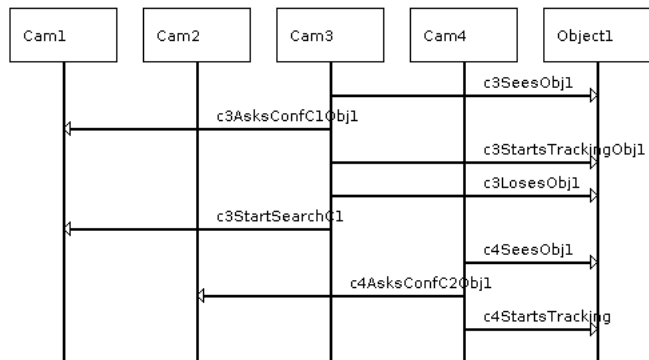 Cam1 Cam2 Cam3 Cam4 Object1
c3SeesObj1
c3AsksConfC1Obj1
c3StartsTrackingObj1
c3LosesObj1
c3StartSearchC1
c4SeesObj1
c4AsksConfC2Obj1
c4StartsTracking